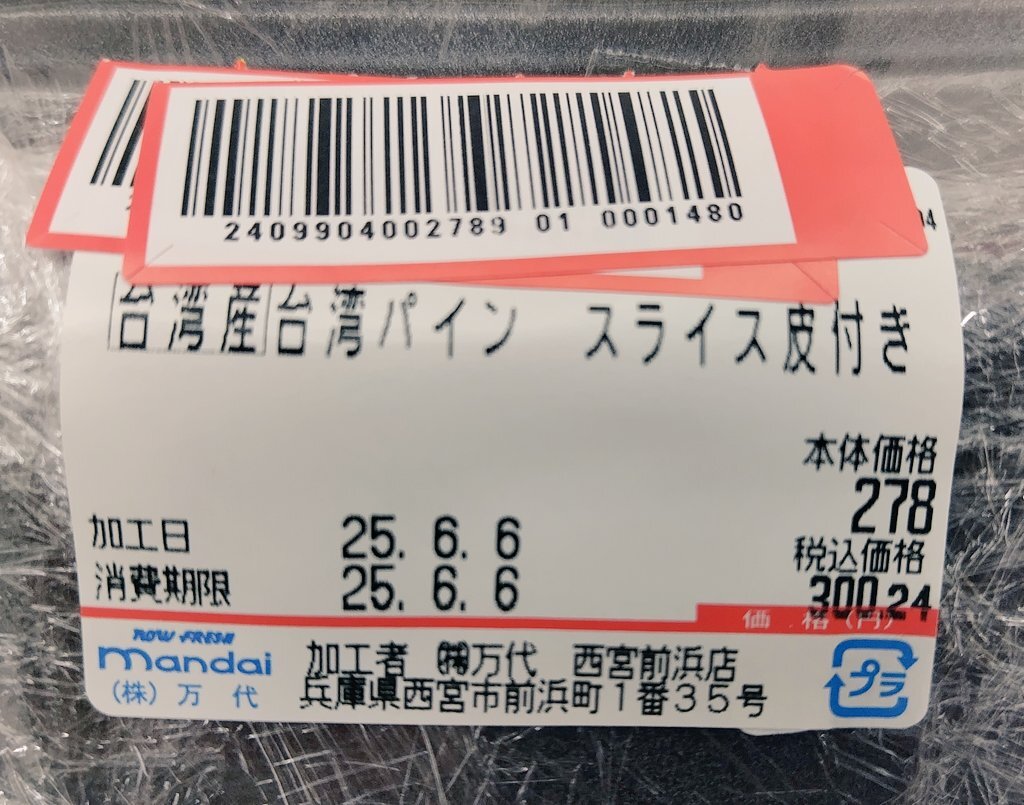 2409904002789 01 0001480
台湾産台湾パイン スライス皮付き
本体価格
278
加工日 25. 6. 6
税込価格
消費期限 25. 6. 6
300.24
価格(円)
NOW FRESH
mandai
(株)万代
加工者 ㈱万代 西宮前浜店
兵庫県西宮市前浜町1番35号
プラ